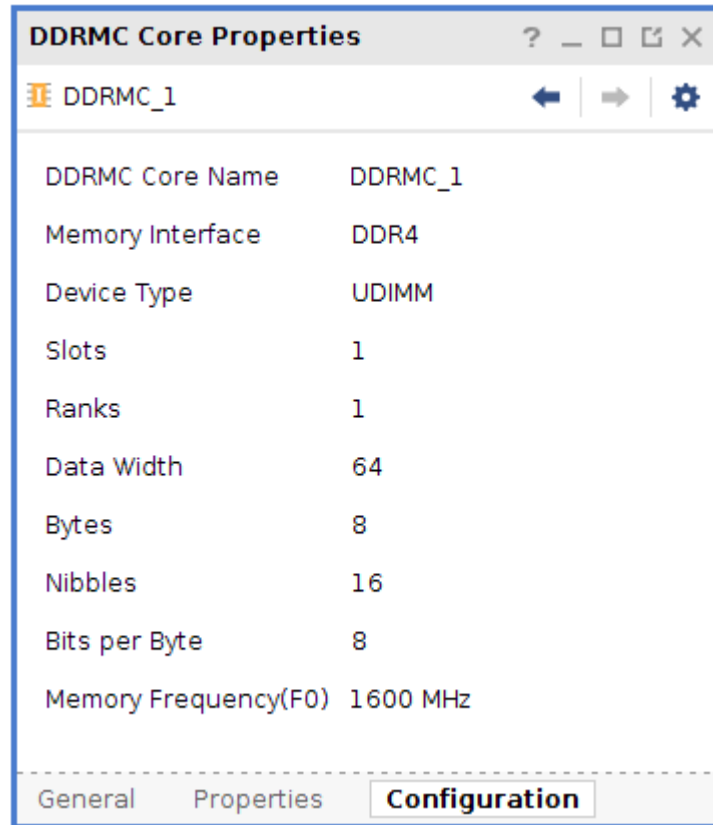 DDRMC Core Properties ?
DDRMC_1
DDRMC Core Name DDRMC_1
Memory Interface DDR4
Device Type UDIMM
Slots 1
Ranks 1
Data Width 64
Bytes 8
Nibbles 16
Bits per Byte 8
Memory Frequency(F0) 1600 MHz
General Properties Configuration